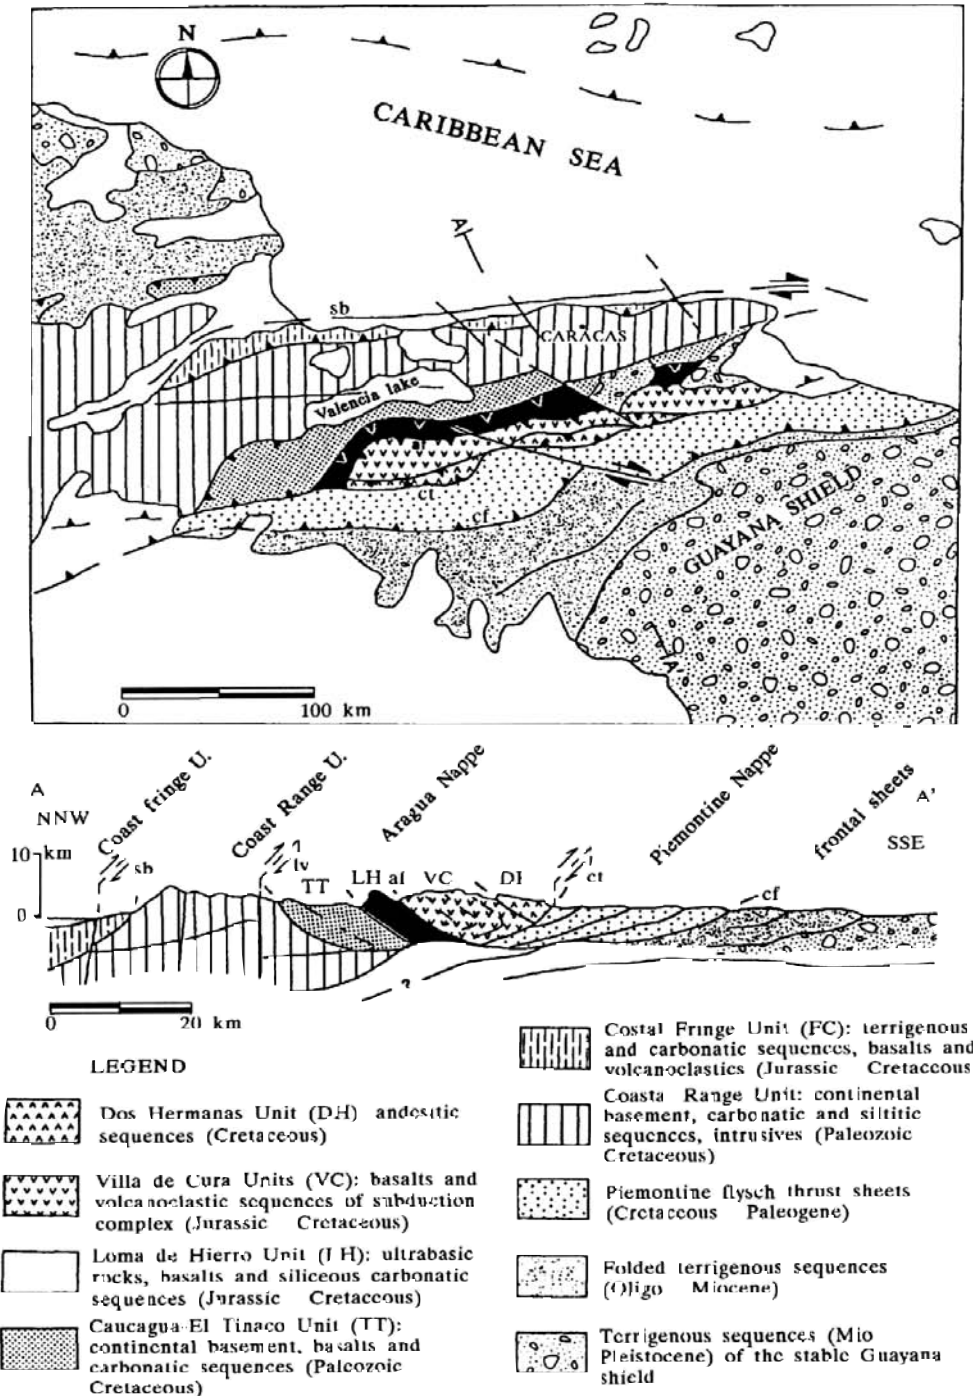 N
CARIBBEAN SEA
A
sb
CARACAS
Valencia lake
af
ct
cf
GUAYANA SHIELD
A'
0 100 km
A
NNW
Coast fringe U.
Coast Range U.
Aragua Nappe
Piemontine Nappe
frontal sheets
A'
SSE
10 km
0
sb
lv
TT
LH af VC DH
ct
cf
?
0 20 km
LEGEND
Dos Hermanas Unit (DH) andesitic
sequences (Cretaceous)
Villa de Cura Units (VC): basalts and
volcanoclastic sequences of subduction
complex (Jurassic Cretaceous)
Loma de Hierro Unit (LH): ultrabasic
rocks, basalts and siliceous carbonatic
sequences (Jurassic Cretaceous)
Caucagua-El Tinaco Unit (TT):
continental basement, basalts and
carbonatic sequences (Paleozoic
Cretaceous)
Costal Fringe Unit (FC): terrigenous
and carbonatic sequences, basalts and
volcanoclastics (Jurassic Cretaceous
Coasta Range Unit: continental
basement, carbonatic and siltitic
sequences, intrusives (Paleozoic
Cretaceous)
Piemontine flysch thrust sheets
(Cretaceous Paleogene)
Folded terrigenous sequences
(Oligo Miocene)
Terrigenous sequences (Mio
Pleistocene) of the stable Guayana
shield